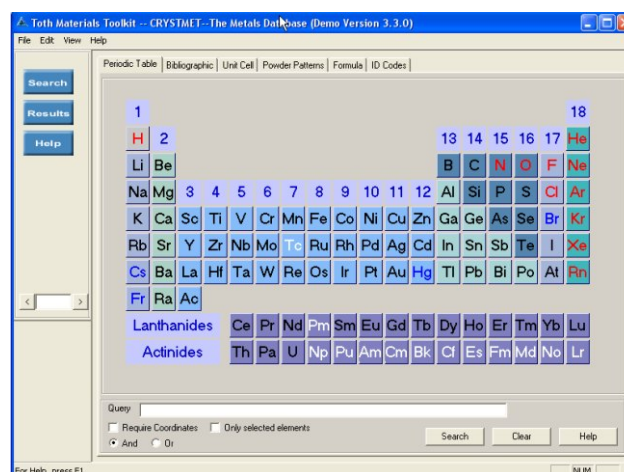 Toth Materials Toolkit -- CRYSTMET--The Metals Database (Demo Version 3.3.0)
File Edit View Help
Periodic Table Bibliographic Unit Cell Powder Patterns Formula ID Codes
Search
Results
Help
1 18
H 2 13 14 15 16 17 He
Li Be B C N O F Ne
Na Mg 3 4 5 6 7 8 9 10 11 12 Al Si P S Cl Ar
K Ca Sc Ti V Cr Mn Fe Co Ni Cu Zn Ga Ge As Se Br Kr
Rb Sr Y Zr Nb Mo Tc Ru Rh Pd Ag Cd In Sn Sb Te I Xe
Cs Ba La Hf Ta W Re Os Ir Pt Au Hg Tl Pb Bi Po At Rn
Fr Ra Ac
Lanthanides Ce Pr Nd Pm Sm Eu Gd Tb Dy Ho Er Tm Yb Lu
Actinides Th Pa U Np Pu Am Cm Bk Cf Es Fm Md No Lr
Query
Require Coordinates Only selected elements
And Or Search Clear Help
For Help, press F1 NUM